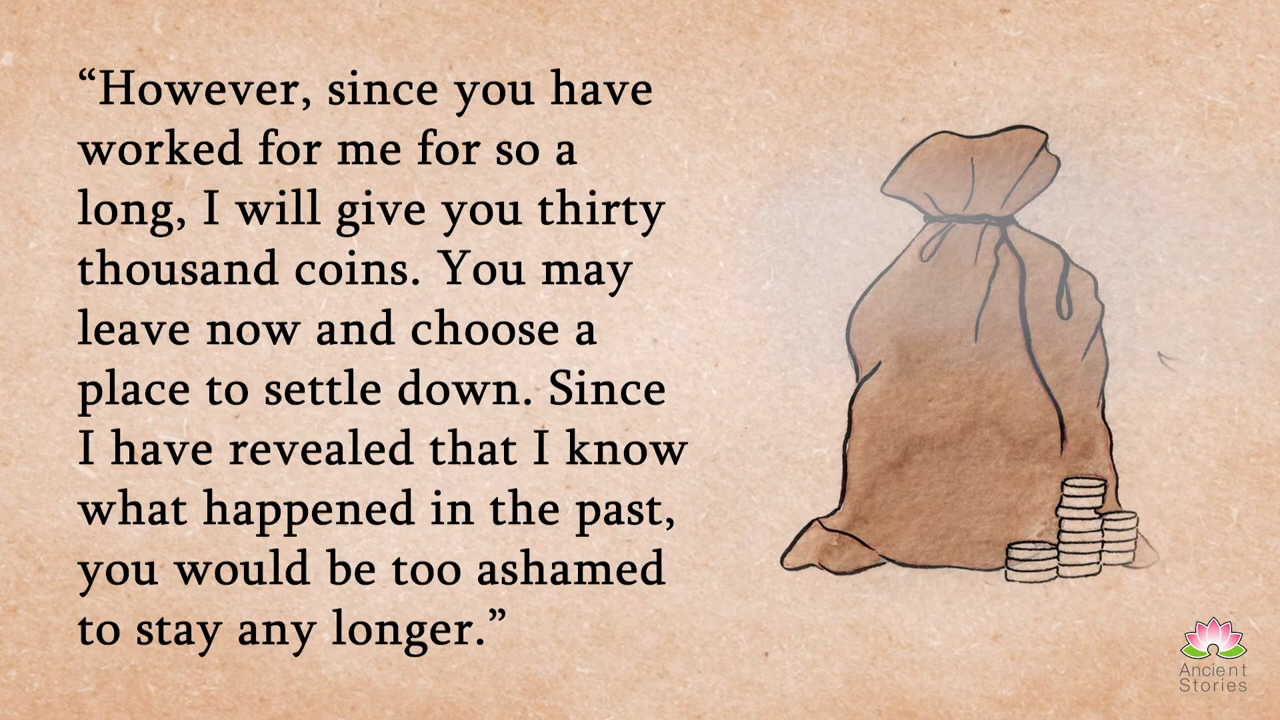 “However, since you have
worked for me for so a
long, I will give you thirty
thousand coins. You may
leave now and choose a
place to settle down. Since
I have revealed that I know
what happened in the past,
you would be too ashamed
to stay any longer.”
Ancient
Stories